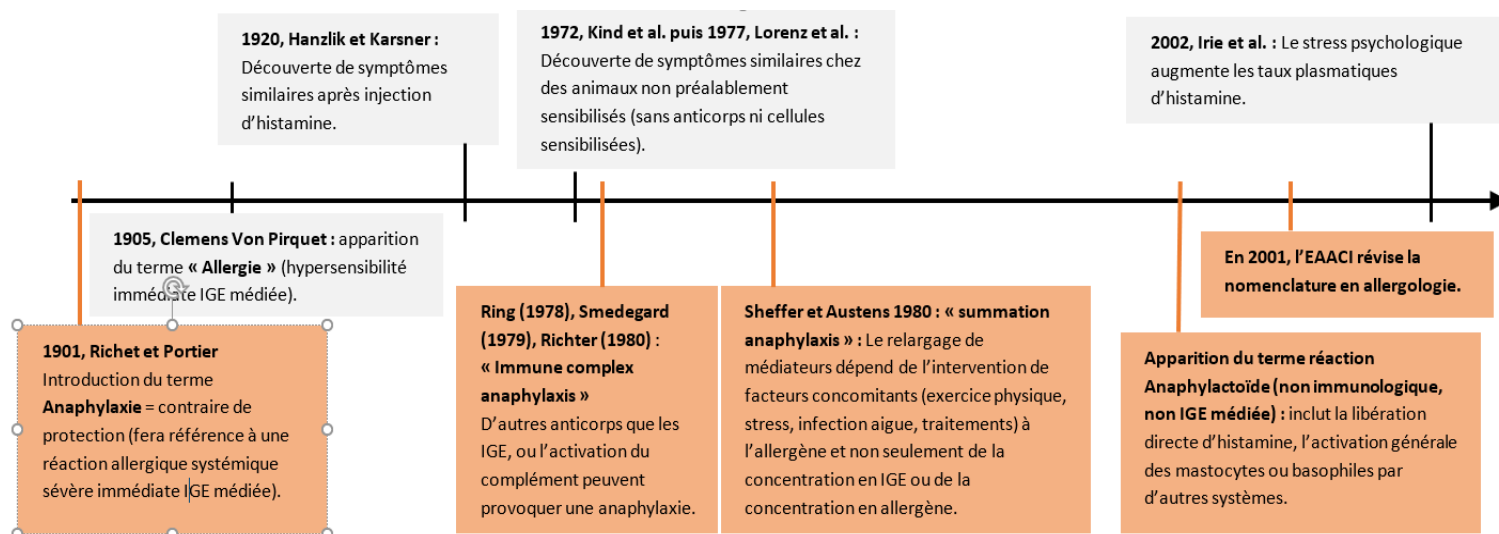 1920, Hanzlik et Karsner :
Découverte de symptômes
similaires après injection
d'histamine.
1972, Kind et al. puis 1977, Lorenz et al. :
Découverte de symptômes similaires chez
des animaux non préalablement
sensibilisés (sans anticorps ni cellules
sensibilisées).
2002, Irie et al. : Le stress psychologique
augmente les taux plasmatiques
d'histamine.
1905, Clemens Von Pirquet : apparition
du terme « Allergie » (hypersensibilité
immédiate IGE médiée).
1901, Richet et Portier
Introduction du terme
Anaphylaxie = contraire de
protection (fera référence à une
réaction allergique systémique
sévère immédiate IGE médiée).
Ring (1978), Smedegard
(1979), Richter (1980) :
« Immune complex
anaphylaxis »
D'autres anticorps que les
IGE, ou l'activation du
complément peuvent
provoquer une anaphylaxie.
Sheffer et Austens 1980 : « summation
anaphylaxis » : Le relargage de
médiateurs dépend de l'intervention de
facteurs concomitants (exercice physique,
stress, infection aigue, traitements) à
l'allergène et non seulement de la
concentration en IGE ou de la
concentration en allergène.
En 2001, l'EAACI révise la
nomenclature en allergologie.
Apparition du terme réaction
Anaphylactoïde (non immunologique,
non IGE médiée) : inclut la libération
directe d'histamine, l'activation générale
des mastocytes ou basophiles par
d'autres systèmes.